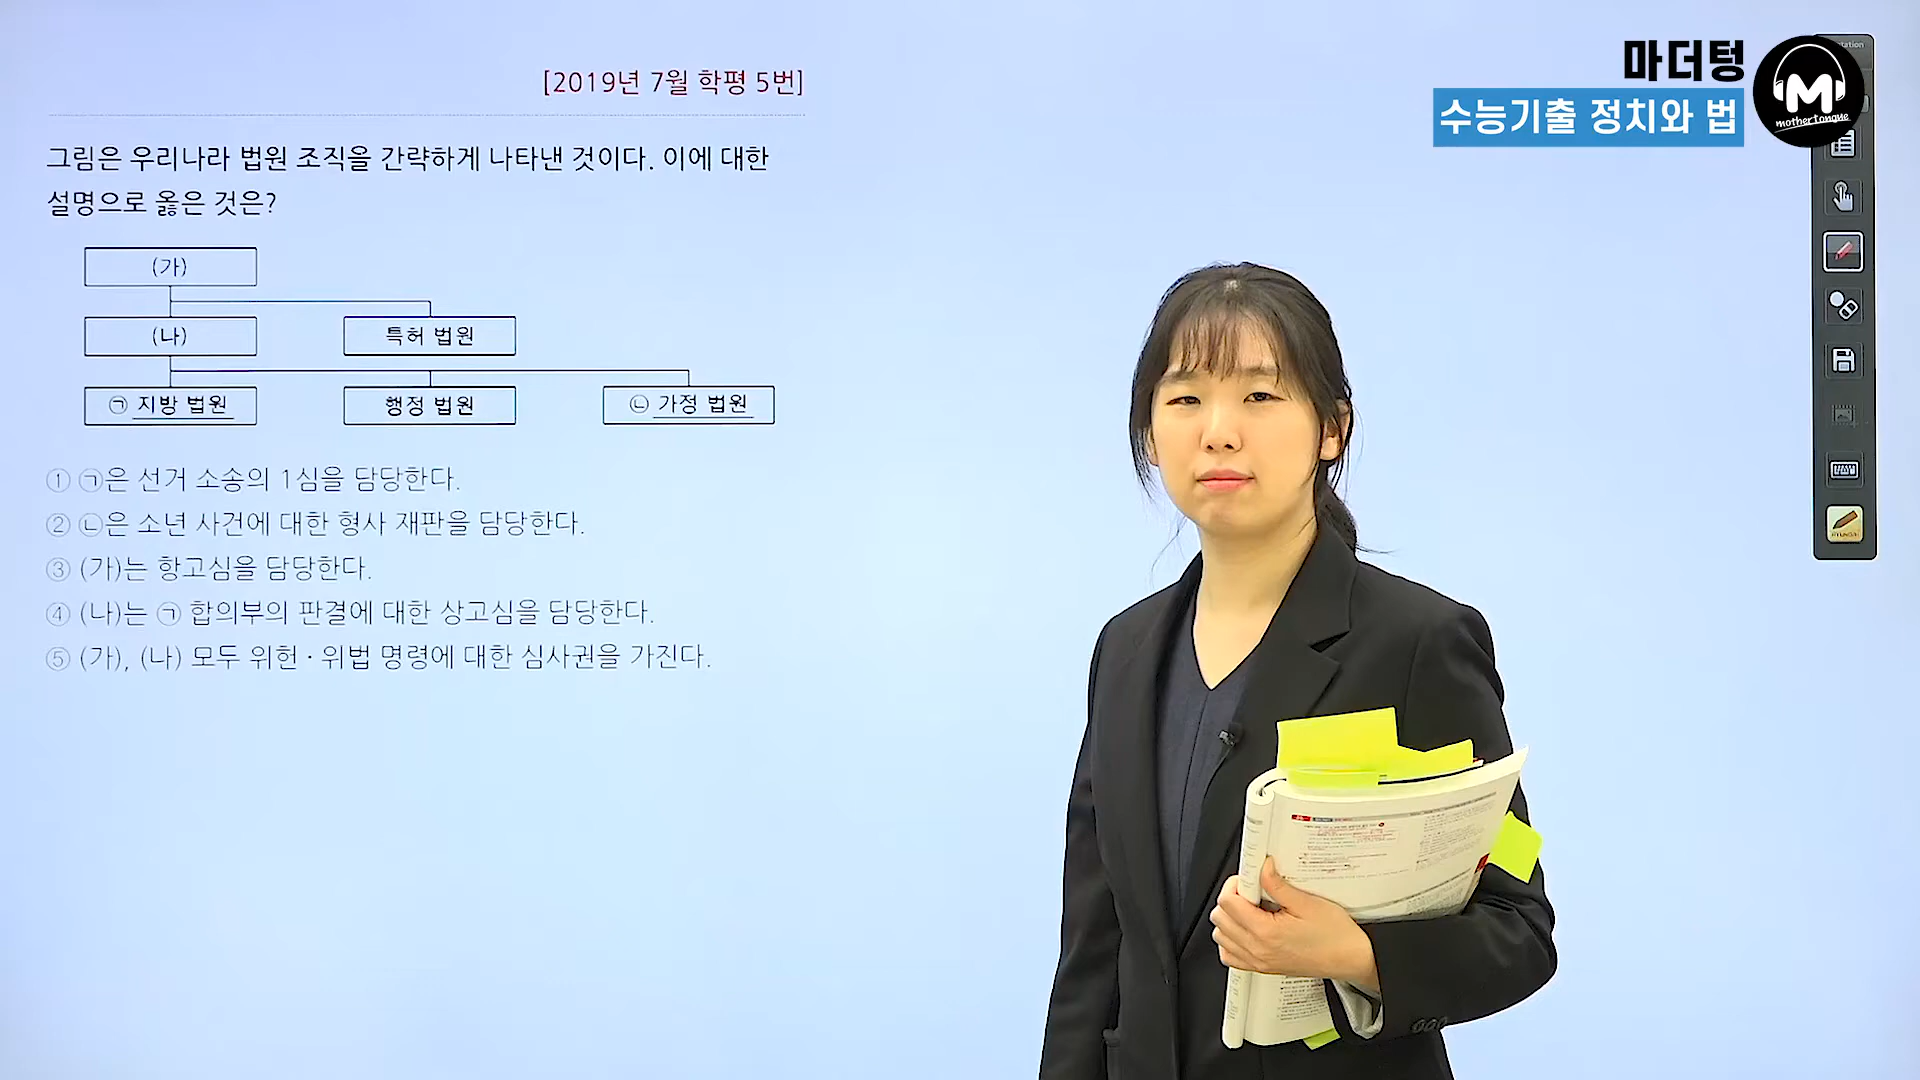 [2019년 7월 학평 5번]
그림은 우리나라 법원 조직을 간략하게 나타낸 것이다. 이에 대한
설명으로 옳은 것은?
(가)
(나)
특허 법원
㉠ 지방 법원
행정 법원
㉡ 가정 법원
① ㉠은 선거 소송의 1심을 담당한다.
② ㉡은 소년 사건에 대한 형사 재판을 담당한다.
③ (가)는 항고심을 담당한다.
④ (나)는 ㉠ 합의부의 판결에 대한 상고심을 담당한다.
⑤ (가), (나) 모두 위헌·위법 명령에 대한 심사권을 가진다.
마더텅
수능기출 정치와 법
M
mothertongue